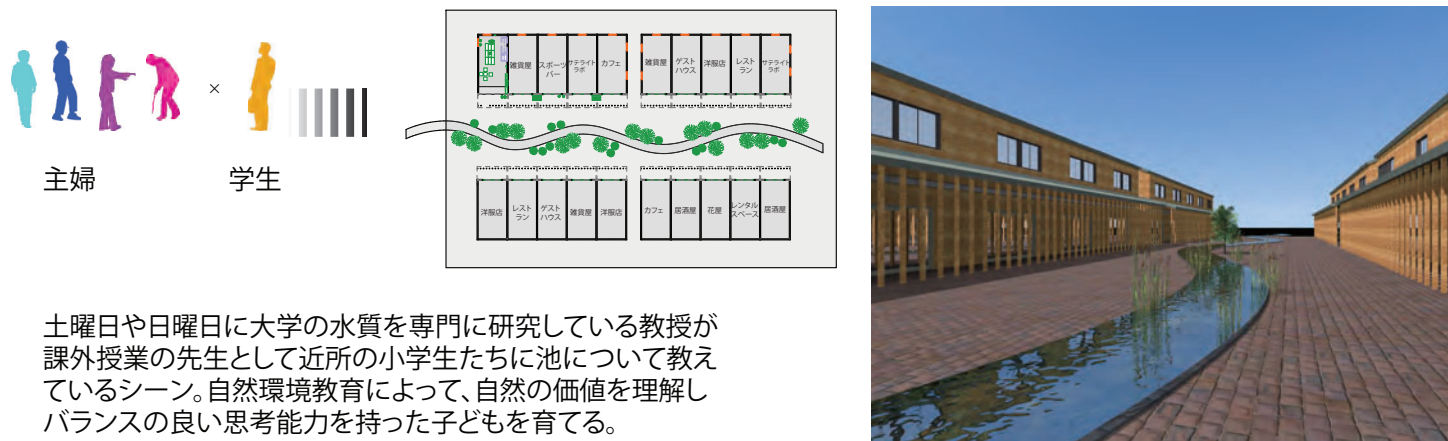 ×
主婦
学生
雑貨屋
スポーツ
バー
サテライト
ラボ
カフェ
雑貨屋
ゲスト
ハウス
洋服店
レスト
ラン
サテライト
ラボ
洋服店
レスト
ラン
ゲスト
ハウス
雑貨屋
洋服店
カフェ
居酒屋
花屋
レンタル
スペース
居酒屋
土曜日や日曜日に大学の水質を専門に研究している教授が
課外授業の先生として近所の小学生たちに池について教え
ているシーン。自然環境教育によって、自然の価値を理解し
バランスの良い思考能力を持った子どもを育てる。